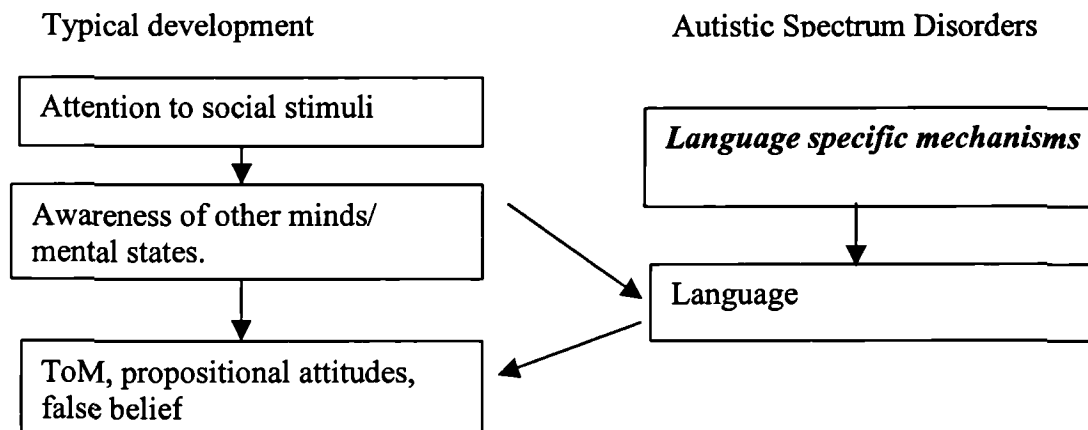 Typical development
Autistic Spectrum Disorders
Attention to social stimuli
Language specific mechanisms
Awareness of other minds/
mental states.
Language
ToM, propositional attitudes,
false belief